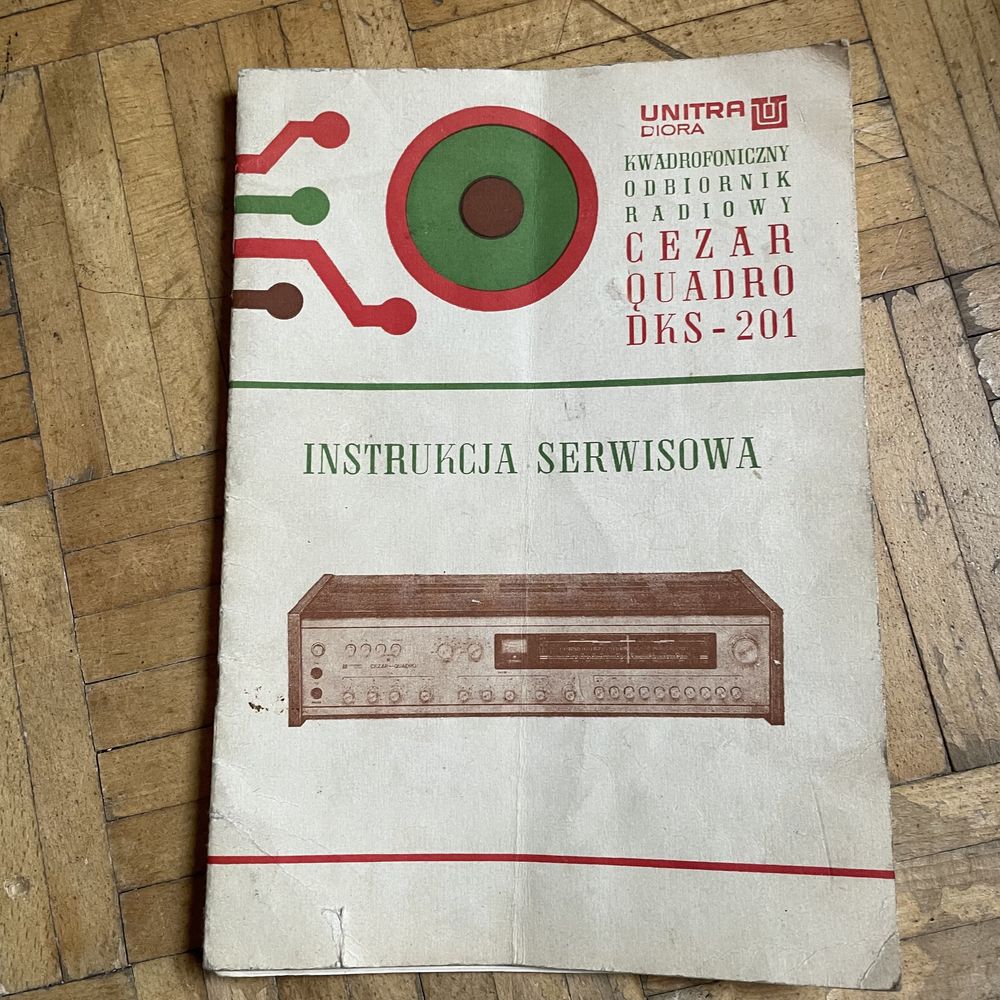 UNITRA
DIORA
KWADROFONICZNY
ODBIORNIK
RADIOWY
CEZAR
QUADRO
DKS-201
INSTRUKCJA SERWISOWA
CEZAR-QUADRO